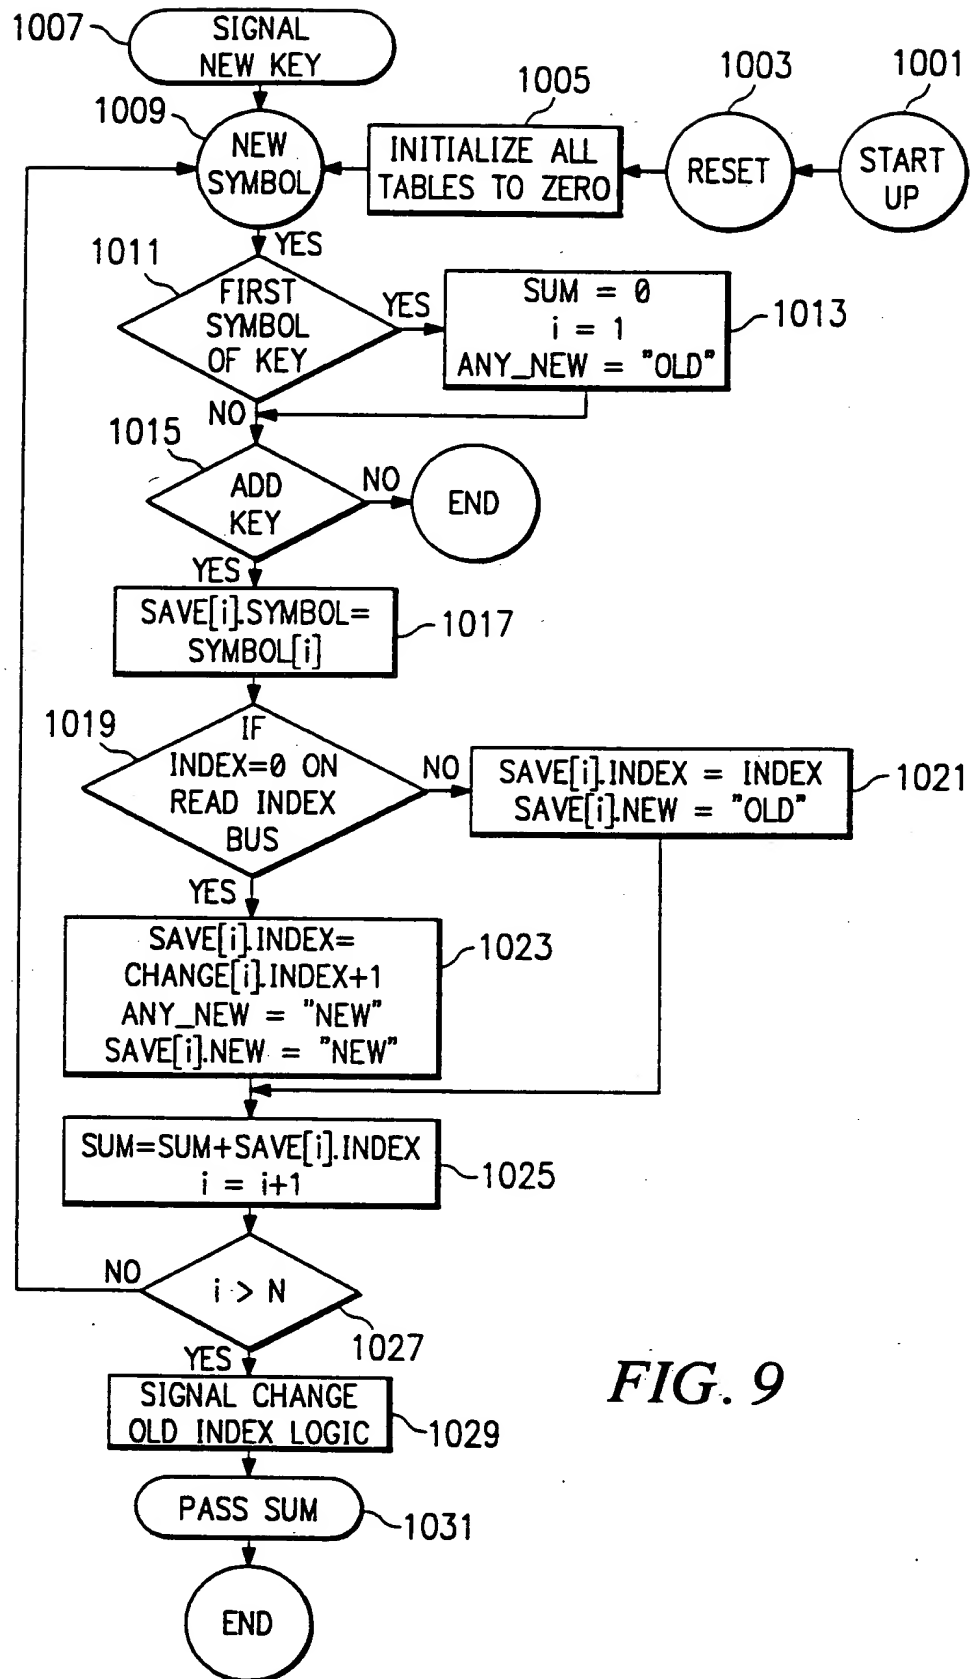 1007
SIGNAL
NEW KEY
1009
NEW
SYMBOL
1005
INITIALIZE ALL
TABLES TO ZERO
1003
RESET
1001
START
UP
YES
1011
FIRST
SYMBOL
OF KEY
YES
SUM = 0
i = 1
ANY_NEW = "OLD"
1013
NO
1015
ADD
KEY
NO
END
YES
SAVE[i].SYMBOL=
SYMBOL[i]
1017
1019
IF
INDEX=0 ON
READ INDEX
BUS
NO
SAVE[i].INDEX = INDEX
SAVE[i].NEW = "OLD"
1021
YES
SAVE[i].INDEX=
CHANGE[i].INDEX+1
ANY_NEW = "NEW"
SAVE[i].NEW = "NEW"
1023
SUM=SUM+SAVE[i].INDEX
i = i+1
1025
NO
i > N
1027
YES
SIGNAL CHANGE
OLD INDEX LOGIC
1029
PASS SUM
1031
END
FIG. 9